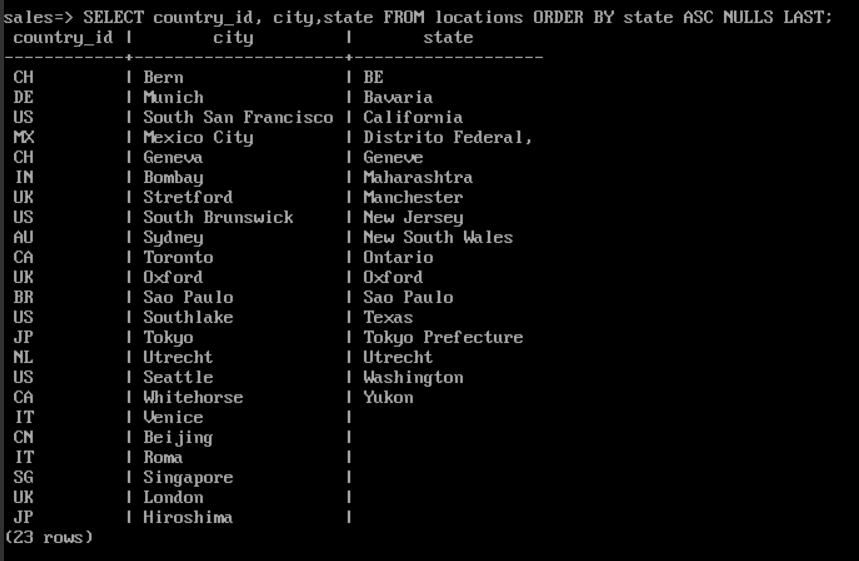 sales=> SELECT country_id, city,state FROM locations ORDER BY state ASC NULLS LAST;
 country_id |        city         |       state
------------+---------------------+-------------------
 CH         | Bern                | BE
 DE         | Munich              | Bavaria
 US         | South San Francisco | California
 MX         | Mexico City         | Distrito Federal,
 CH         | Geneva              | Geneve
 IN         | Bombay              | Maharashtra
 UK         | Stretford           | Manchester
 US         | South Brunswick     | New Jersey
 AU         | Sydney              | New South Wales
 CA         | Toronto             | Ontario
 UK         | Oxford              | Oxford
 BR         | Sao Paulo           | Sao Paulo
 US         | Southlake           | Texas
 JP         | Tokyo               | Tokyo Prefecture
 NL         | Utrecht             | Utrecht
 US         | Seattle             | Washington
 CA         | Whitehorse          | Yukon
 IT         | Venice              |
 CN         | Beijing             |
 IT         | Roma                |
 SG         | Singapore           |
 UK         | London              |
 JP         | Hiroshima           |
(23 rows)